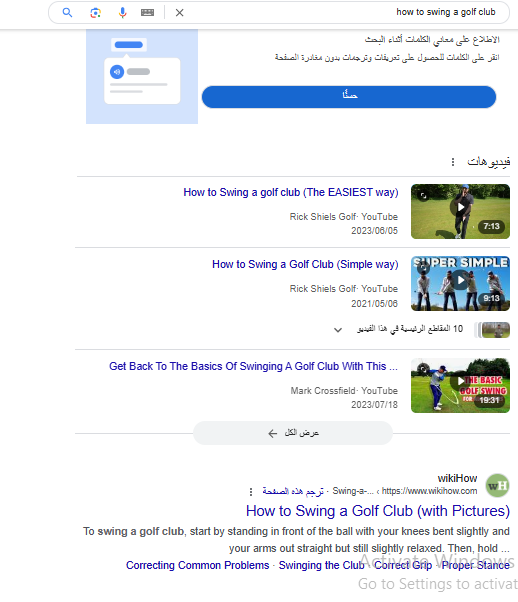 how to swing a golf club
الاطلاع على معاني الكلمات أثناء البحث
انقر على الكلمات للحصول على تعريفات وترجمات بدون مغادرة الصفحة
حسنًا
فيديوهات
How to Swing a golf club (The EASIEST way)
Rick Shiels Golf· YouTube
2023/06/05
7:13
How to Swing a Golf Club (Simple way)
Rick Shiels Golf· YouTube
2021/05/06
SUPER SIMPLE
9:13
10 المقاطع الرئيسية في هذا الفيديو
Get Back To The Basics Of Swinging A Golf Club With This ...
Mark Crossfield· YouTube
2023/07/18
THE BASIC
GOLF SWING
FOR
19:31
عرض الكل
wikiHow
wH
https://www.wikihow.com › Swing-a-... · ترجم هذه الصفحة
How to Swing a Golf Club (with Pictures)
To swing a golf club, start by standing in front of the ball with your knees bent slightly and
your arms out straight but still slightly relaxed. Then, hold ...
Correcting Common Problems · Swinging the Club · Correct Grip · Proper Stance
Activate Windows
Go to Settings to activat